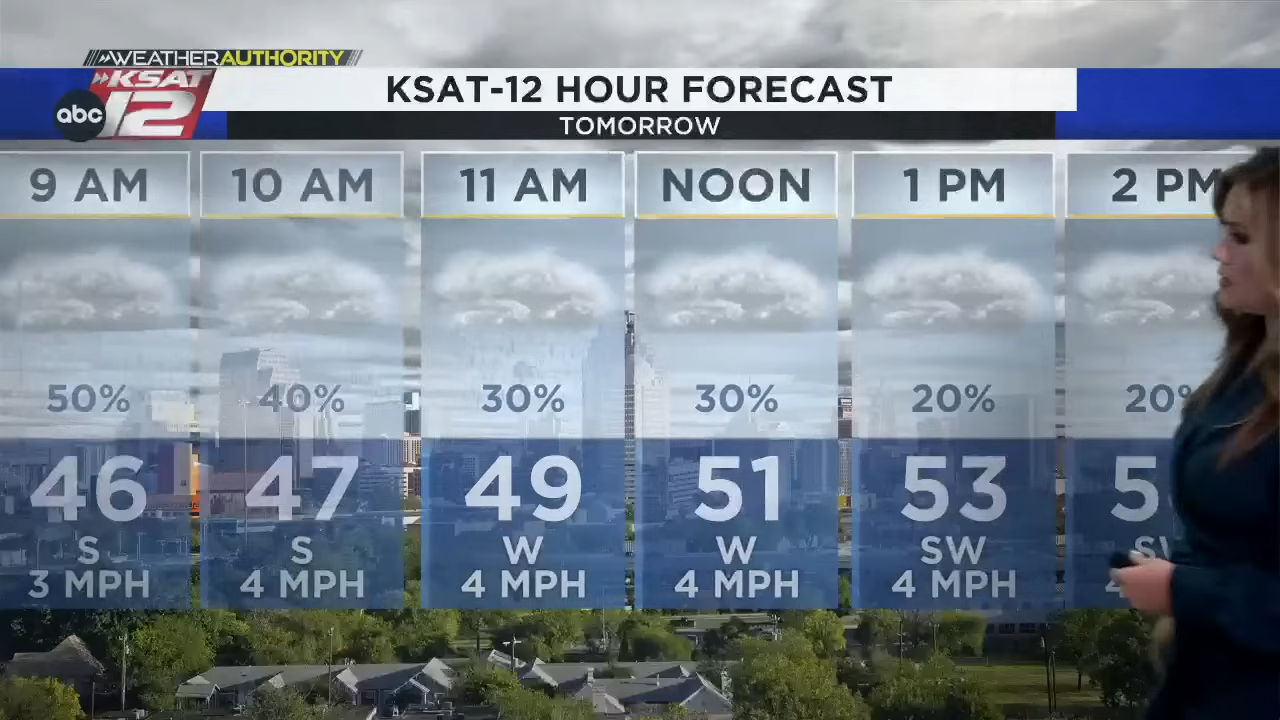 WEATHER AUTHORITY
KSAT
abc 12
KSAT-12 HOUR FORECAST
TOMORROW
9 AM 10 AM 11 AM NOON 1 PM 2 PM
50% 40% 30% 30% 20% 20%
46 47 49 51 53
S S W W SW
3 MPH 4 MPH 4 MPH 4 MPH 4 MPH